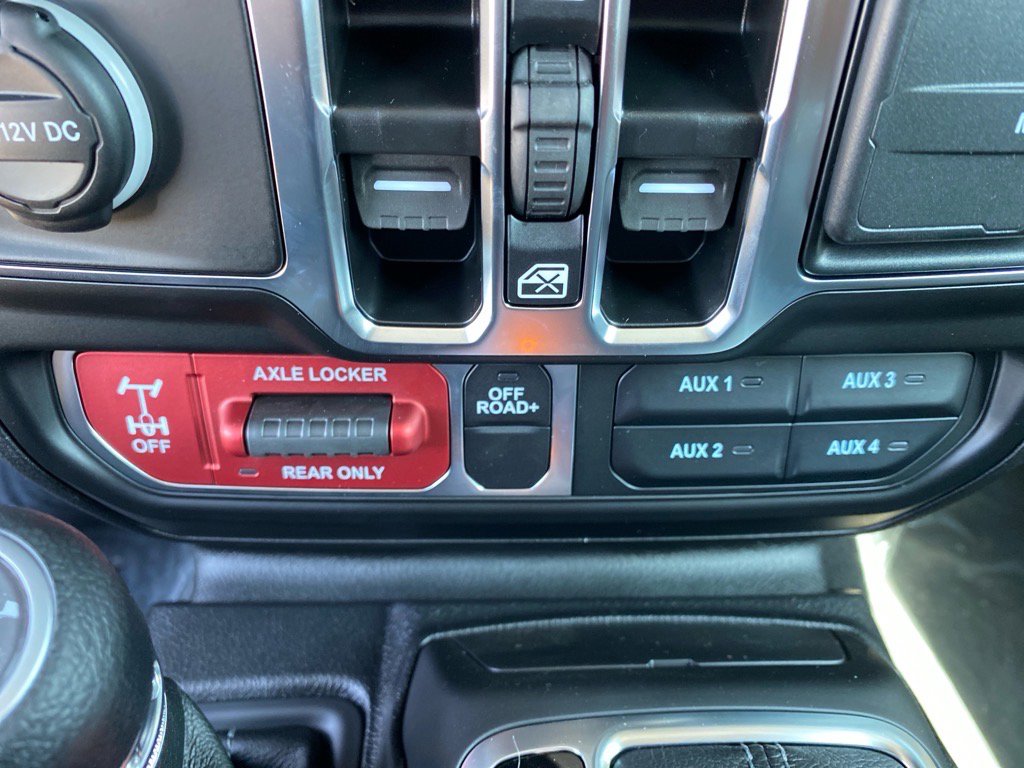 12V DC
AXLE LOCKER
OFF
REAR ONLY
OFF
ROAD+
AUX 1
AUX 3
AUX 2
AUX 4